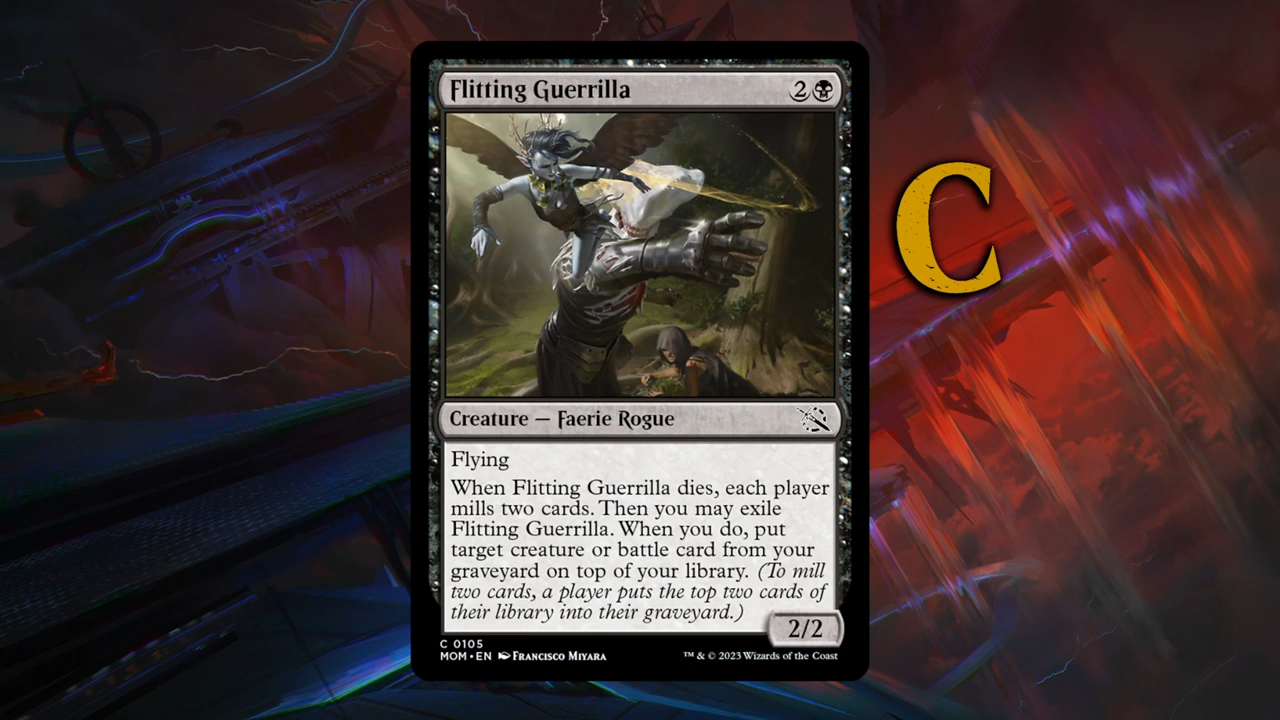 Flitting Guerrilla 2
C
Creature — Faerie Rogue
Flying
When Flitting Guerrilla dies, each player
mills two cards. Then you may exile
Flitting Guerrilla. When you do, put
target creature or battle card from your
graveyard on top of your library. (To mill
two cards, a player puts the top two cards of
their library into their graveyard.)
2/2
C 0105
MOM • EN Francisco Miyara ™ & © 2023 Wizards of the Coast